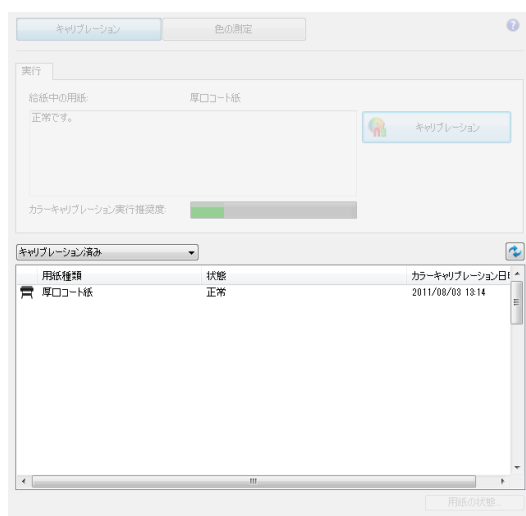 キャリブレーション 色の測定 ?
実行
給紙中の用紙: 厚口コート紙
正常です。
キャリブレーション
カラーキャリブレーション実行推奨度:
キャリブレーション済み
用紙種類 状態 カラーキャリブレーション日
厚口コート紙 正常 2011/08/03 13:14
用紙の状態...